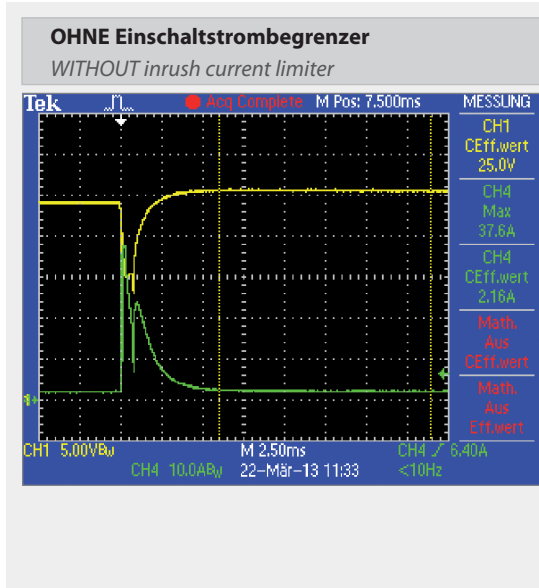 OHNE Einschaltstrombegrenzer
WITHOUT inrush current limiter
Tek Acq Complete M Pos: 7.500ms MESSUNG
CH1
CEff.wert
25.0V
CH4
Max
37.6A
CH4
CEff.wert
2.16A
Math.
Aus
CEff.wert
Math.
Aus
Eff.wert
1+
CH1 5.00VBW M 2.50ms CH4 / 6.40A
CH4 10.0ABW 22-Mär-13 11:33 <10Hz